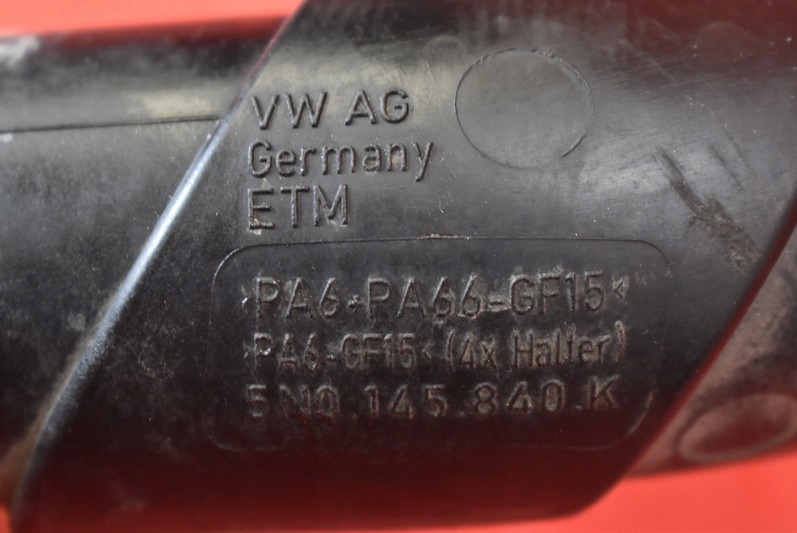 VW AG
Germany
ETM
>PA6+PA66-GF15<
>PA6-GF15< (4x Halter)
5N0.145.840.K